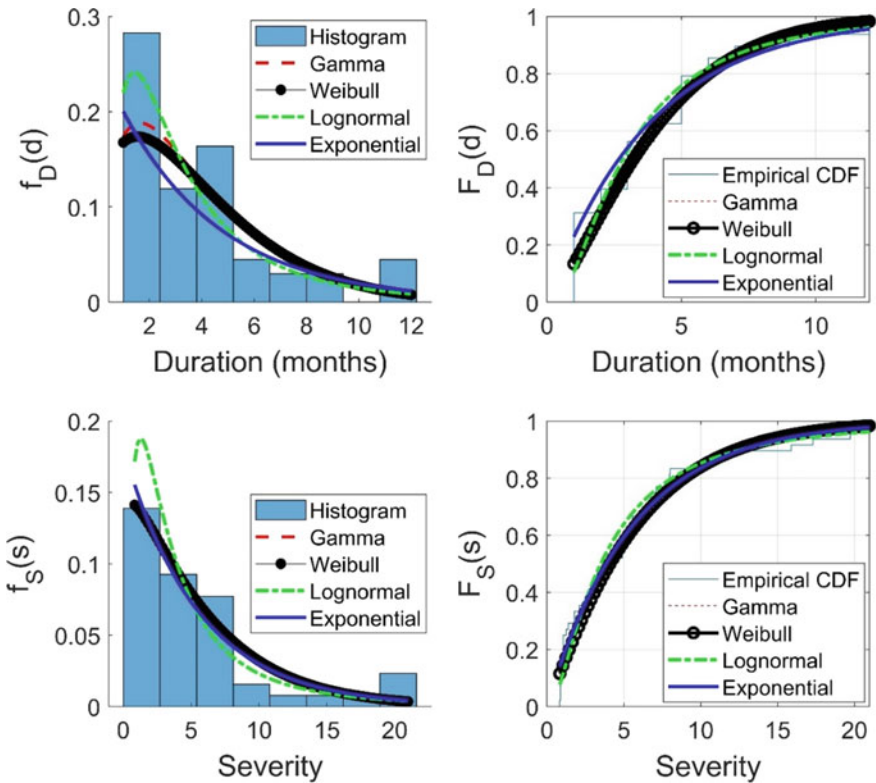 0.3
0.2
0.1
0
f_D(d)
Histogram
Gamma
Weibull
Lognormal
Exponential
2 4 6 8 10 12
Duration (months)
1
0.8
0.6
0.4
0.2
0
F_D(d)
Empirical CDF
Gamma
Weibull
Lognormal
Exponential
0 5 10
Duration (months)
0.2
0.15
0.1
0.05
0
f_S(s)
Histogram
Gamma
Weibull
Lognormal
Exponential
0 5 10 15 20
Severity
1
0.8
0.6
0.4
0.2
0
F_S(s)
Empirical CDF
Gamma
Weibull
Lognormal
Exponential
5 10 15 20
Severity